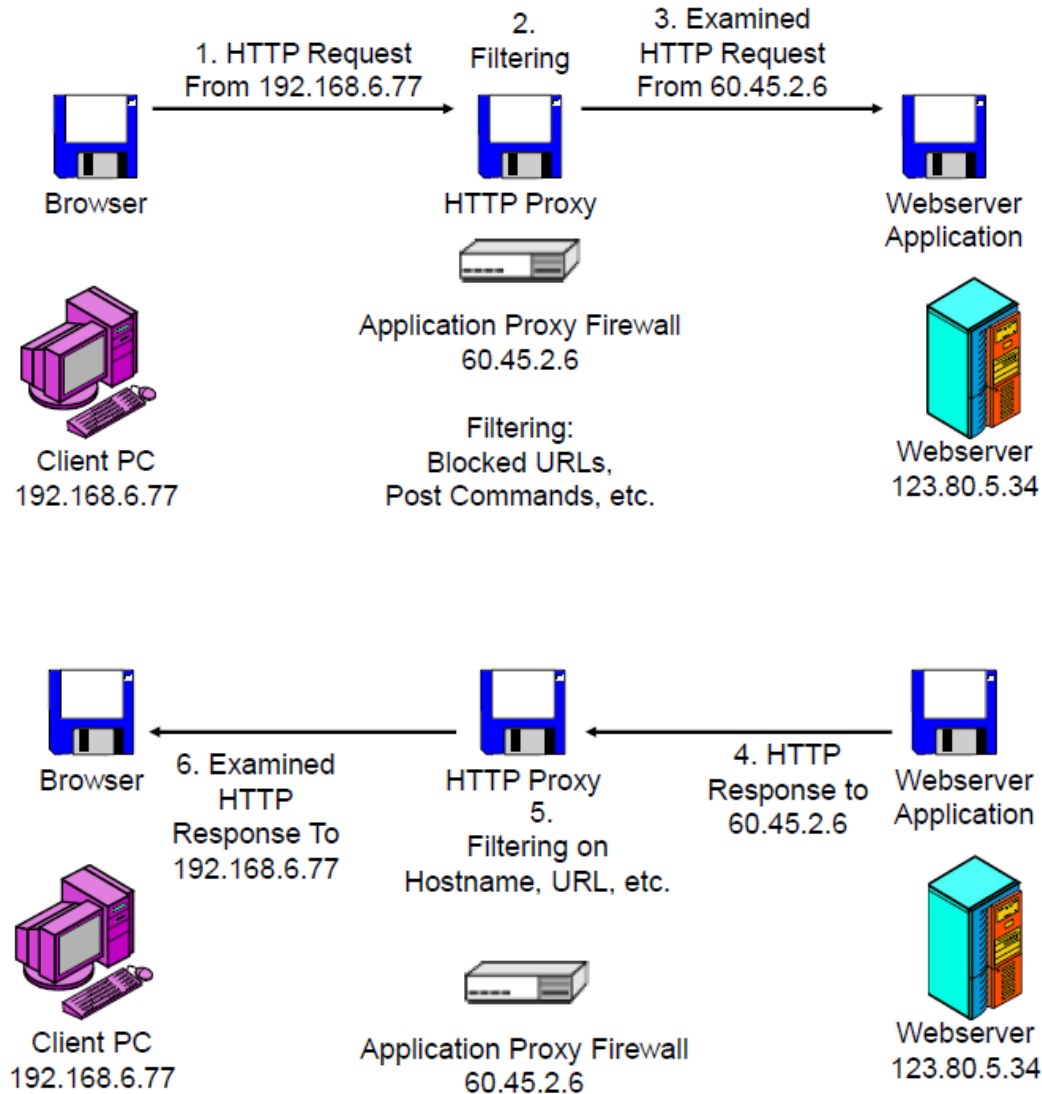 1. HTTP Request
From 192.168.6.77
2.
Filtering
3. Examined
HTTP Request
From 60.45.2.6
Browser
HTTP Proxy
Webserver
Application
Application Proxy Firewall
60.45.2.6
Filtering:
Blocked URLs,
Post Commands, etc.
Client PC
192.168.6.77
Webserver
123.80.5.34
Browser
6. Examined
HTTP
Response To
192.168.6.77
HTTP Proxy
5.
Filtering on
Hostname, URL, etc.
4. HTTP
Response to
60.45.2.6
Webserver
Application
Client PC
192.168.6.77
Application Proxy Firewall
60.45.2.6
Webserver
123.80.5.34